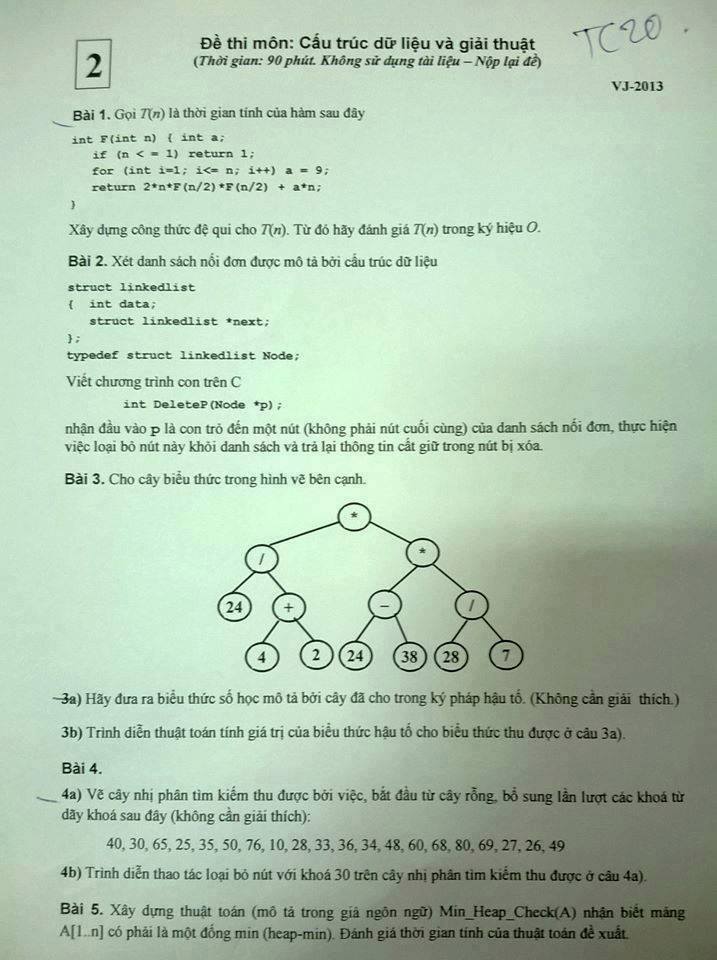 TC20
2
Đề thi môn: Cấu trúc dữ liệu và giải thuật
(Thời gian: 90 phút. Không sử dụng tài liệu – Nộp lại đề)
VJ-2013
Bài 1. Gọi T(n) là thời gian tính của hàm sau đây
int F(int n) { int a;
if (n < = 1) return 1;
for (int i=1; i<= n; i++) a = 9;
return 2*n*F(n/2)*F(n/2) + a*n;
}
Xây dựng công thức đệ qui cho T(n). Từ đó hãy đánh giá T(n) trong ký hiệu O.
Bài 2. Xét danh sách nối đơn được mô tả bởi cấu trúc dữ liệu
struct linkedlist
{ int data;
struct linkedlist *next;
};
typedef struct linkedlist Node;
Viết chương trình con trên C
int DeleteP(Node *p);
nhận đầu vào p là con trỏ đến một nút (không phải nút cuối cùng) của danh sách nối đơn, thực hiện
việc loại bỏ nút này khỏi danh sách và trả lại thông tin cất giữ trong nút bị xóa.
Bài 3. Cho cây biểu thức trong hình vẽ bên cạnh.
*
/ *
24 + – /
4 2 24 38 28 7
3a) Hãy đưa ra biểu thức số học mô tả bởi cây đã cho trong ký pháp hậu tố. (Không cần giải thích.)
3b) Trình diễn thuật toán tính giá trị của biểu thức hậu tố cho biểu thức thu được ở câu 3a).
Bài 4.
4a) Vẽ cây nhị phân tìm kiếm thu được bởi việc, bắt đầu từ cây rỗng, bổ sung lần lượt các khoá từ
dãy khoá sau đây (không cần giải thích):
40, 30, 65, 25, 35, 50, 76, 10, 28, 33, 36, 34, 48, 60, 68, 80, 69, 27, 26, 49
4b) Trình diễn thao tác loại bỏ nút với khoá 30 trên cây nhị phân tìm kiếm thu được ở câu 4a).
Bài 5. Xây dựng thuật toán (mô tả trong giả ngôn ngữ) Min_Heap_Check(A) nhận biết mảng
A[1..n] có phải là một đống min (heap-min). Đánh giá thời gian tính của thuật toán đề xuất.